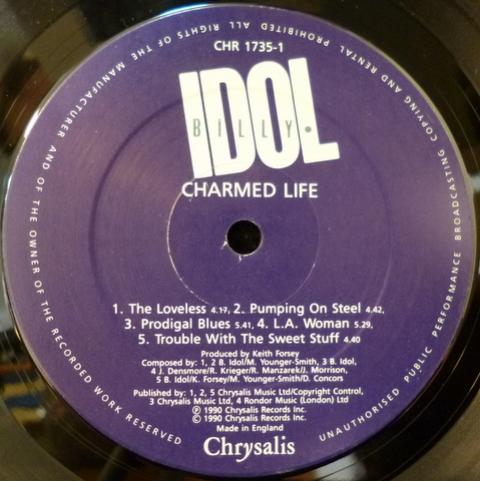 ALL RIGHTS OF THE MANUFACTURER AND OF THE OWNER OF THE RECORDED WORK RESERVED
UNAUTHORISED PUBLIC PERFORMANCE BROADCASTING COPYING AND RENTAL PROHIBITED
CHR 1735-1
IDOL
BILLY
CHARMED LIFE
1. The Loveless 4.17, 2. Pumping On Steel 4.42,
3. Prodigal Blues 5.41, 4. L.A. Woman 5.29,
5. Trouble With The Sweet Stuff 4.40
Produced by Keith Forsey
Composed by: 1, 2 B. Idol/M. Younger-Smith, 3 B. Idol,
4 J. Densmore/R. Krieger/R. Manzarek/J. Morrison,
5 B. Idol/K. Forsey/M. Younger-Smith/D. Concors
Published by: 1, 2, 5 Chrysalis Music Ltd/Copyright Control,
3 Chrysalis Music Ltd, 4 Rondor Music (London) Ltd
℗ 1990 Chrysalis Records Inc.
© 1990 Chrysalis Records Inc.
Made in England
Chrysalis